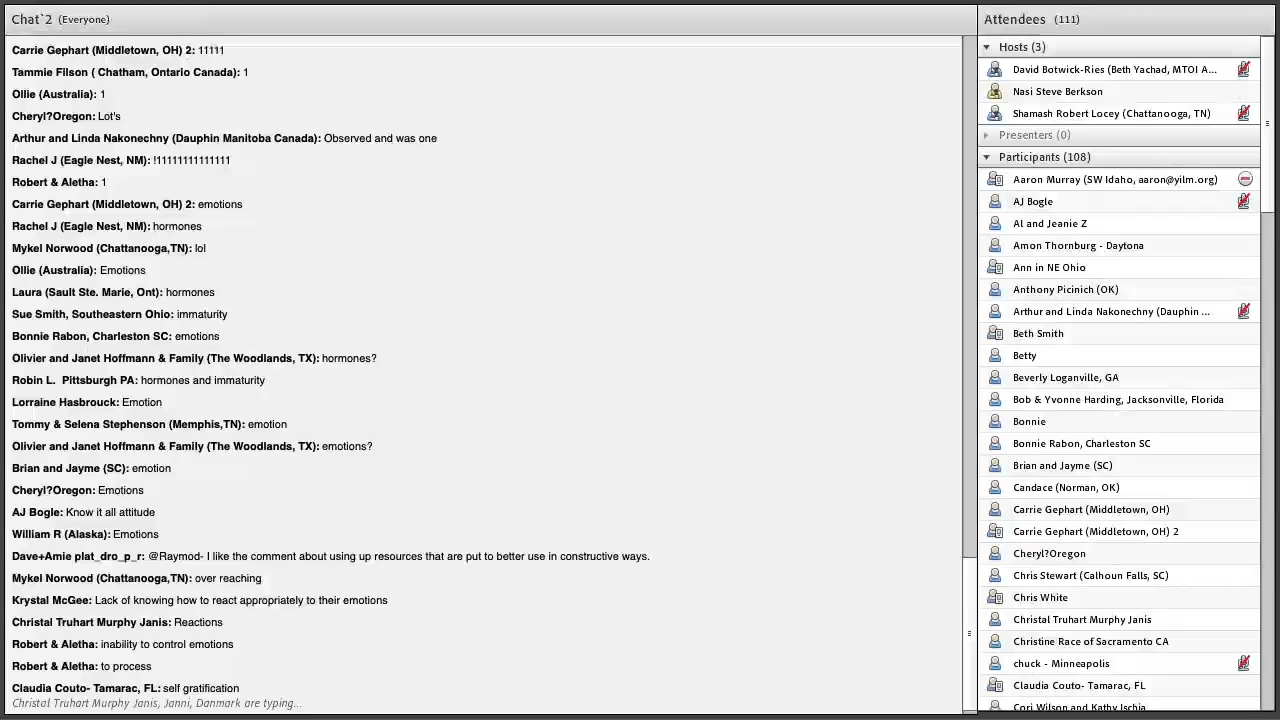 Chat`2 (Everyone)
Carrie Gephart (Middletown, OH) 2: 11111
Tammie Filson ( Chatham, Ontario Canada): 1
Ollie (Australia): 1
Cheryl?Oregon: Lot's
Arthur and Linda Nakonechny (Dauphin Manitoba Canada): Observed and was one
Rachel J (Eagle Nest, NM): !11111111111111
Robert & Aletha: 1
Carrie Gephart (Middletown, OH) 2: emotions
Rachel J (Eagle Nest, NM): hormones
Mykel Norwood (Chattanooga,TN): lol
Ollie (Australia): Emotions
Laura (Sault Ste. Marie, Ont): hormones
Sue Smith, Southeastern Ohio: immaturity
Bonnie Rabon, Charleston SC: emotions
Olivier and Janet Hoffmann & Family (The Woodlands, TX): hormones?
Robin L.  Pittsburgh PA: hormones and immaturity
Lorraine Hasbrouck: Emotion
Tommy & Selena Stephenson (Memphis,TN): emotion
Olivier and Janet Hoffmann & Family (The Woodlands, TX): emotions?
Brian and Jayme (SC): emotion
Cheryl?Oregon: Emotions
AJ Bogle: Know it all attitude
William R (Alaska): Emotions
Dave+Amie plat_dro_p_r: @Raymod- I like the comment about using up resources that are put to better use in constructive ways.
Mykel Norwood (Chattanooga,TN): over reaching
Krystal McGee: Lack of knowing how to react appropriately to their emotions
Christal Truhart Murphy Janis: Reactions
Robert & Aletha: inability to control emotions
Robert & Aletha: to process
Claudia Couto- Tamarac, FL: self gratification
Christal Truhart Murphy Janis, Janni, Danmark are typing...
Attendees (111)
Hosts (3)
David Botwick-Ries (Beth Yachad, MTOI A...
Nasi Steve Berkson
Shamash Robert Locey (Chattanooga, TN)
Presenters (0)
Participants (108)
Aaron Murray (SW Idaho, aaron@yilm.org)
AJ Bogle
Al and Jeanie Z
Amon Thornburg - Daytona
Ann in NE Ohio
Anthony Picinich (OK)
Arthur and Linda Nakonechny (Dauphin ...
Beth Smith
Betty
Beverly Loganville, GA
Bob & Yvonne Harding, Jacksonville, Florida
Bonnie
Bonnie Rabon, Charleston SC
Brian and Jayme (SC)
Candace (Norman, OK)
Carrie Gephart (Middletown, OH)
Carrie Gephart (Middletown, OH) 2
Cheryl?Oregon
Chris Stewart (Calhoun Falls, SC)
Chris White
Christal Truhart Murphy Janis
Christine Race of Sacramento CA
chuck - Minneapolis
Claudia Couto- Tamarac, FL
Cori Wilson and Kathy Ischia